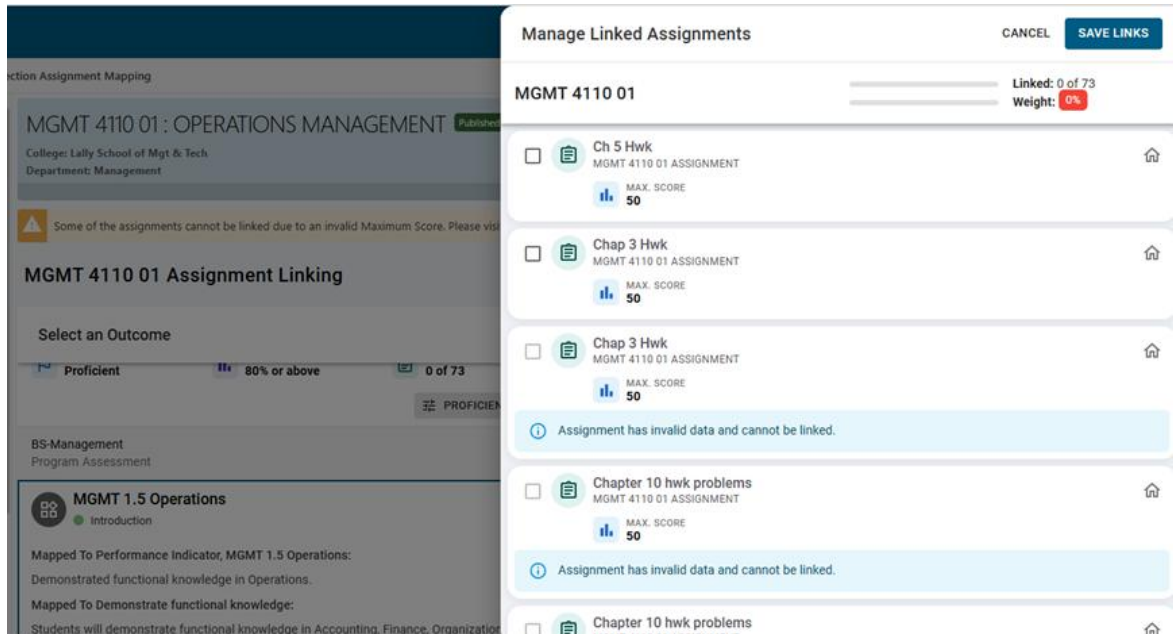 Manage Linked Assignments
CANCEL
SAVE LINKS
MGMT 4110 01
Linked: 0 of 73
Weight: 0%
Ch 5 Hwk
MGMT 4110 01 ASSIGNMENT
MAX. SCORE
50
Chap 3 Hwk
MGMT 4110 01 ASSIGNMENT
MAX. SCORE
50
Chap 3 Hwk
MGMT 4110 01 ASSIGNMENT
MAX. SCORE
50
Assignment has invalid data and cannot be linked.
Chapter 10 hwk problems
MGMT 4110 01 ASSIGNMENT
MAX. SCORE
50
Assignment has invalid data and cannot be linked.
Chapter 10 hwk problems
ction Assignment Mapping
MGMT 4110 01 : OPERATIONS MANAGEMENT
Published
College: Lally School of Mgt & Tech
Department: Management
Some of the assignments cannot be linked due to an invalid Maximum Score. Please visi
MGMT 4110 01 Assignment Linking
Select an Outcome
Proficient
80% or above
0 of 73
PROFICIEN
BS-Management
Program Assessment
MGMT 1.5 Operations
Introduction
Mapped To Performance Indicator, MGMT 1.5 Operations:
Demonstrated functional knowledge in Operations.
Mapped To Demonstrate functional knowledge:
Students will demonstrate functional knowledge in Accounting, Finance, Organization